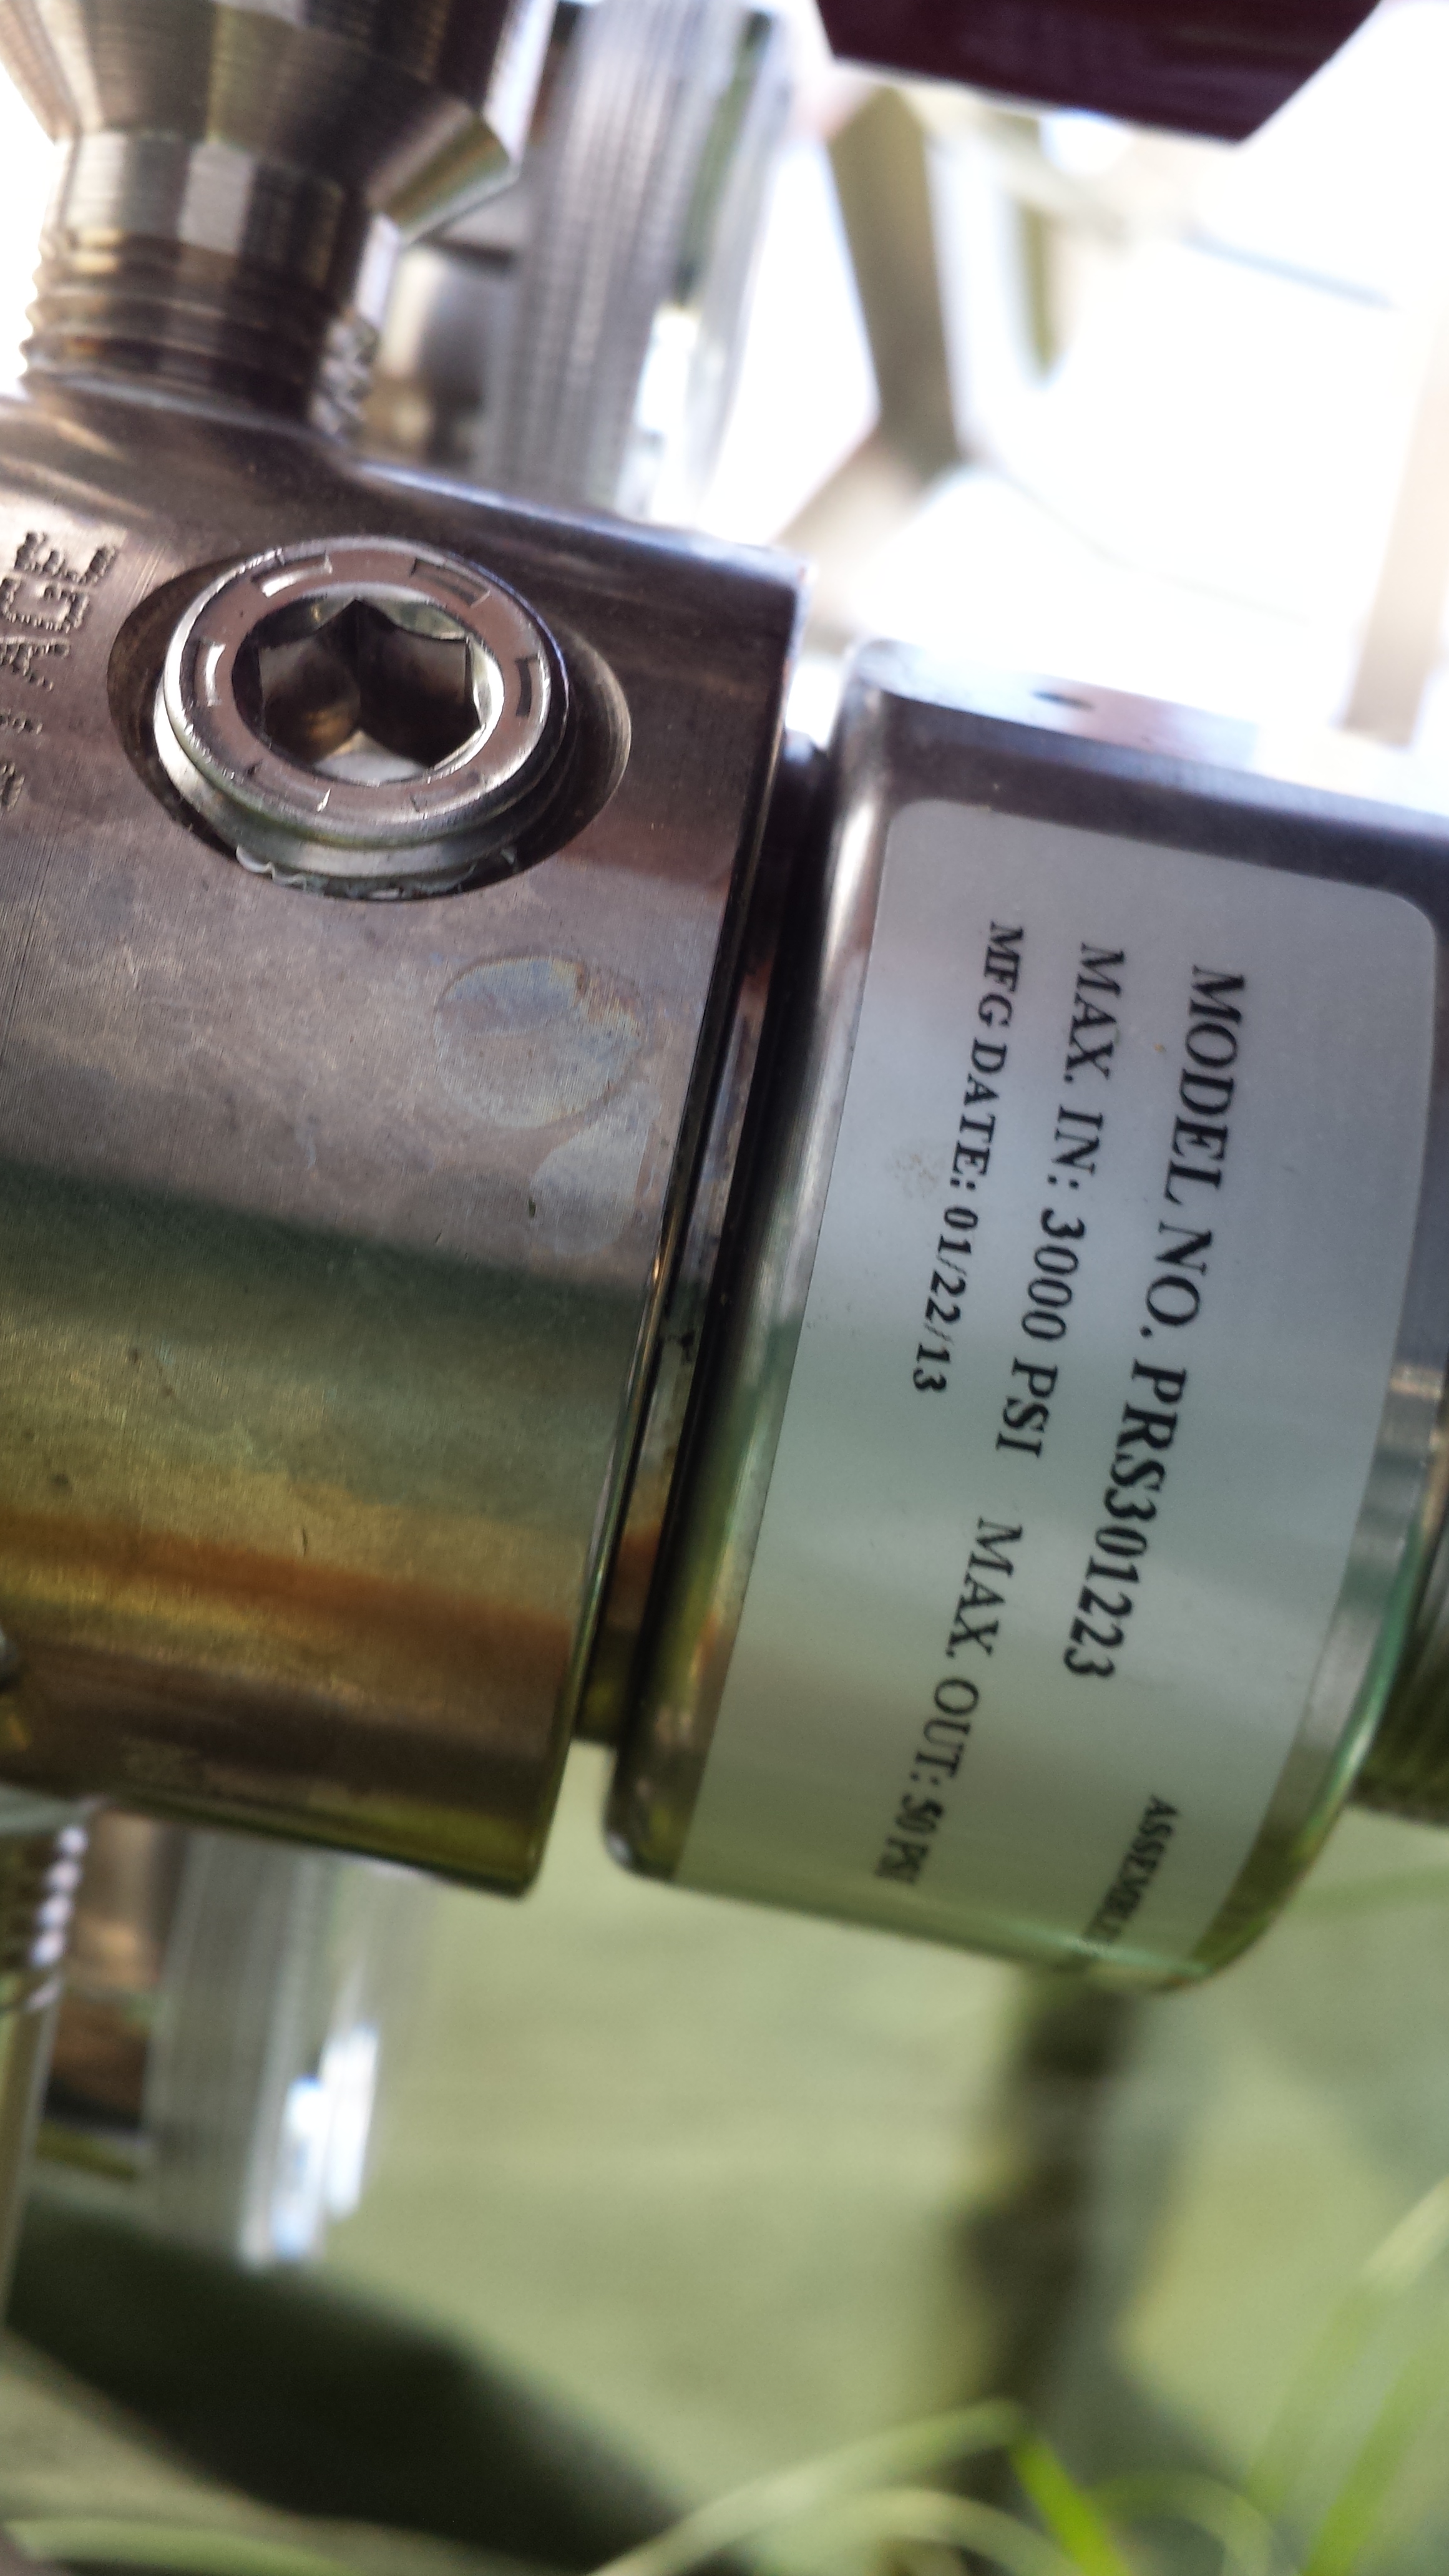 MODEL NO. PRS301223
MAX. IN: 3000 PSI MAX. OUT: 50 PSI
MFG DATE: 01/22/13